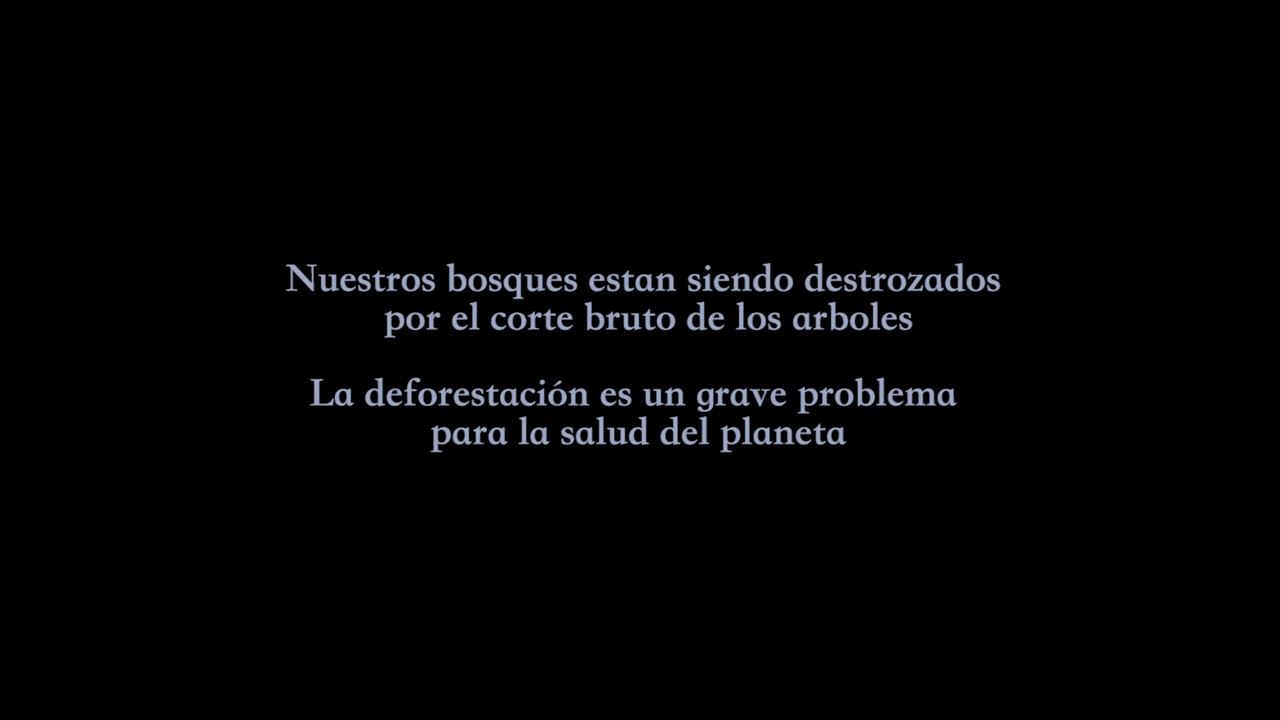 Nuestros bosques estan siendo destrozados
por el corte bruto de los arboles
La deforestación es un grave problema
para la salud del planeta